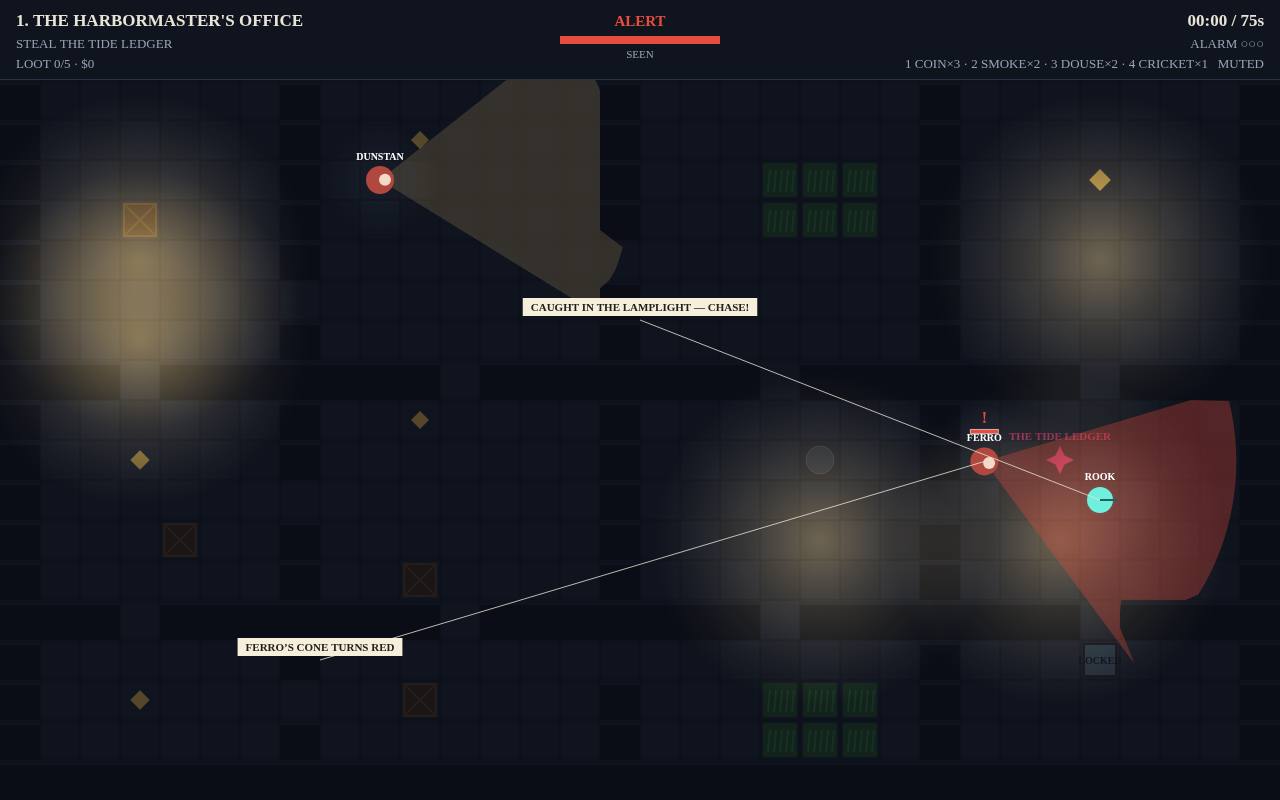 1. THE HARBORMASTER'S OFFICE
STEAL THE TIDE LEDGER
LOOT 0/5 · $0
ALERT
SEEN
00:00 / 75s
ALARM ○○○
1 COIN×3 · 2 SMOKE×2 · 3 DOUSE×2 · 4 CRICKET×1 MUTED
DUNSTAN
CAUGHT IN THE LAMPLIGHT — CHASE!
!
FERRO
THE TIDE LEDGER
ROOK
FERRO’S CONE TURNS RED
LOCKED